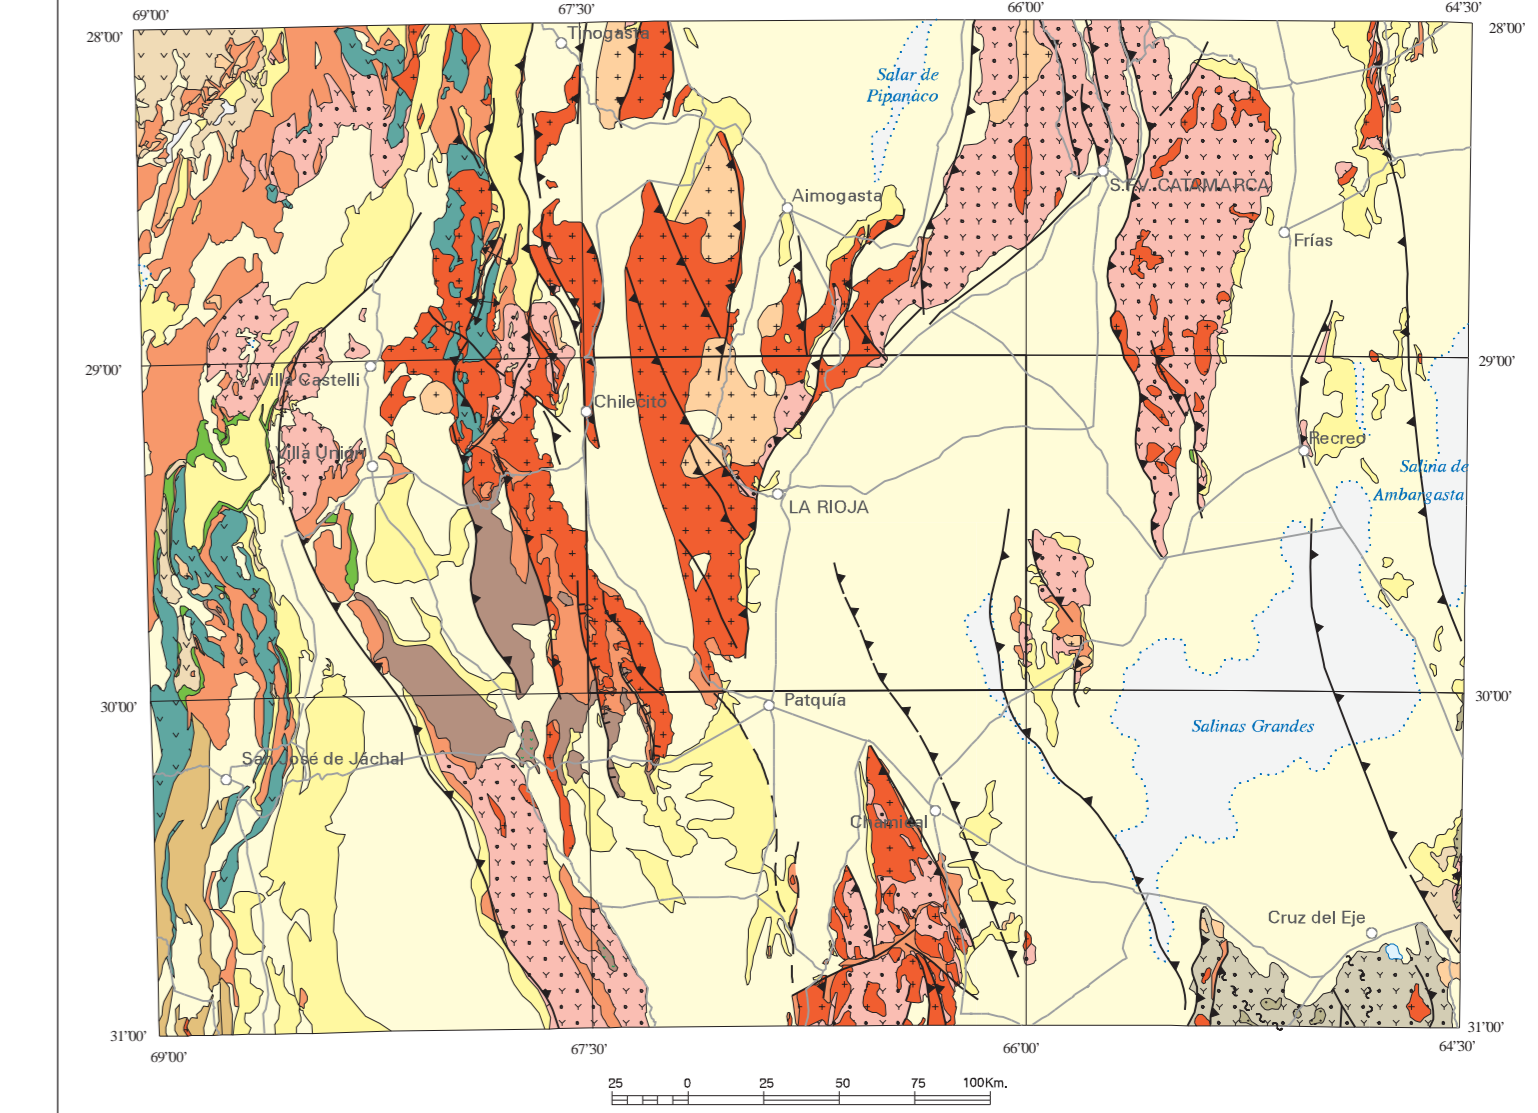 69°00'
67˚30'
66°00'
64˚30'
28°00'
28°00'
Tinogasta
Salar de
Pipanaco
S.F.V. CATAMARCA
Aimogasta
Frías
29°00'
29°00'
Villa Castelli
Chilecito
Villa Unión
Recreo
Salina de
Ambargasta
LA RIOJA
30°00'
30°00'
Patquía
Salinas Grandes
San José de Jáchal
Chamical
Cruz del Eje
31°00'
31°00'
69°00'
67˚30'
66°00'
64˚30'
25 0 25 50 75 100Km.